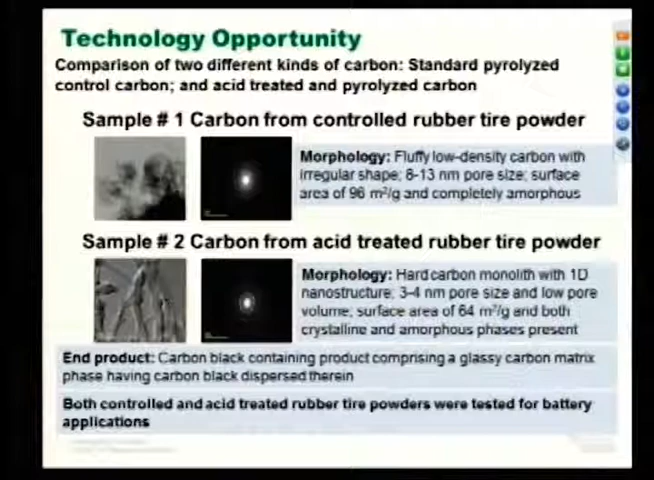 Technology Opportunity
Comparison of two different kinds of carbon: Standard pyrolyzed
control carbon; and acid treated and pyrolyzed carbon
Sample # 1 Carbon from controlled rubber tire powder
Morphology: Fluffy low-density carbon with
irregular shape; 8-13 nm pore size; surface
area of 96 m²/g and completely amorphous
Sample # 2 Carbon from acid treated rubber tire powder
Morphology: Hard carbon monolith with 1D
nanostructure; 3-4 nm pore size and low pore
volume; surface area of 64 m²/g and both
crystalline and amorphous phases present
End product: Carbon black containing product comprising a glassy carbon matrix
phase having carbon black dispersed therein
Both controlled and acid treated rubber tire powders were tested for battery
applications